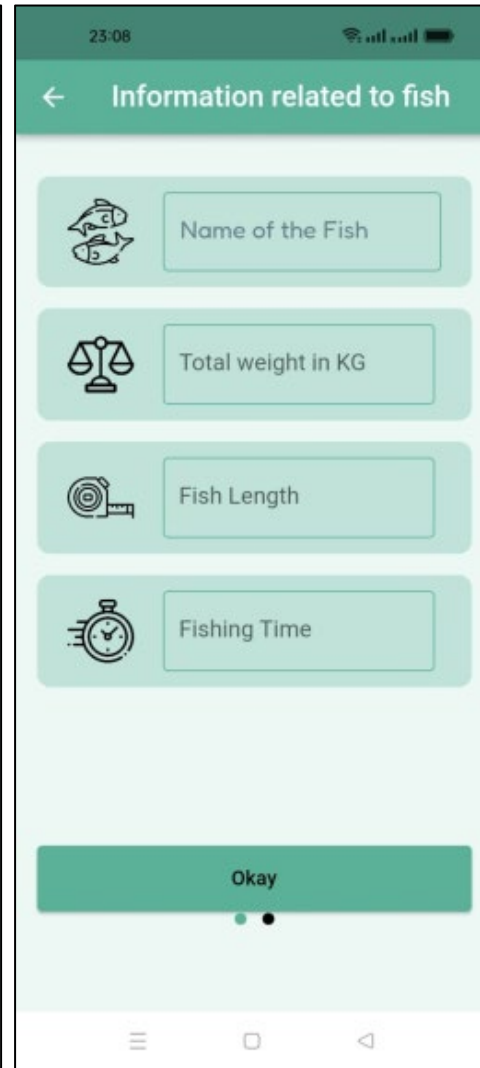 23:08
Information related to fish
Name of the Fish
Total weight in KG
Fish Length
Fishing Time
Okay